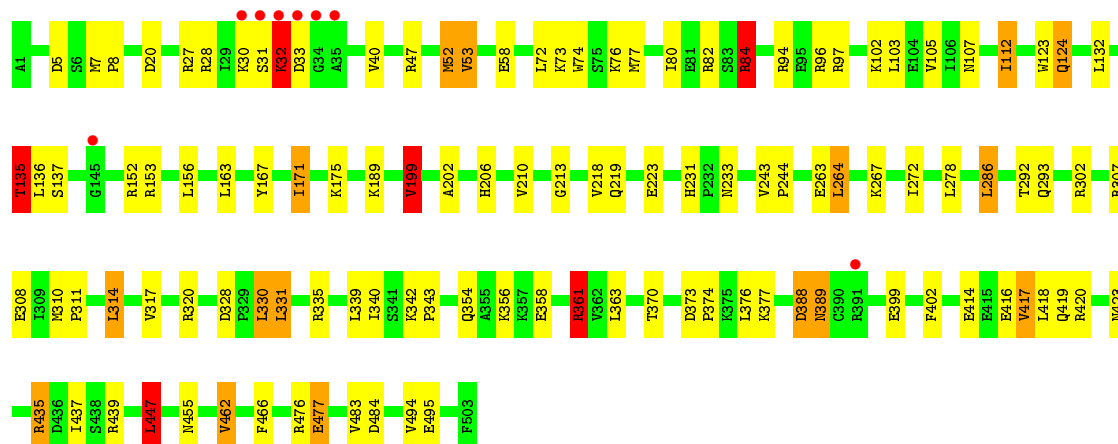 A1 D5 S6 M7 P8 D20 R27 R28 I29 K30 S31 K32 D33 G34 A35 V40 R47 M52 V53 E58 L72 K73 W74 S75 K76 M77 I80 E81 R82 S83 R84 R94 E95 R96 R97 K102 L103 E104 V105 I106 N107 I112 W123 Q124 L132
T135 L136 S137 G145 R152 R153 L156 L163 Y167 I171 K175 K189 V199 A202 H206 V210 G213 V218 Q219 E223 H231 P232 N233 V243 P244 E263 L264 K267 I272 L278 L286 T292 Q293 R302
E308 I309 M310 P311 L314 V317 R320 D328 P329 L330 L331 R335 L339 I340 S341 K342 P343 Q354 A355 K356 K357 E358 R361 V362 L363 T370 D373 P374 K375 L376 K377 D388 N389 C390 R391 E399 F402 E414 E415 E416 V417 L418 Q419 R420
R435 D436 I437 S438 R439 L447 N455 V462 F466 R476 E477 V483 D484 V494 E495 F503